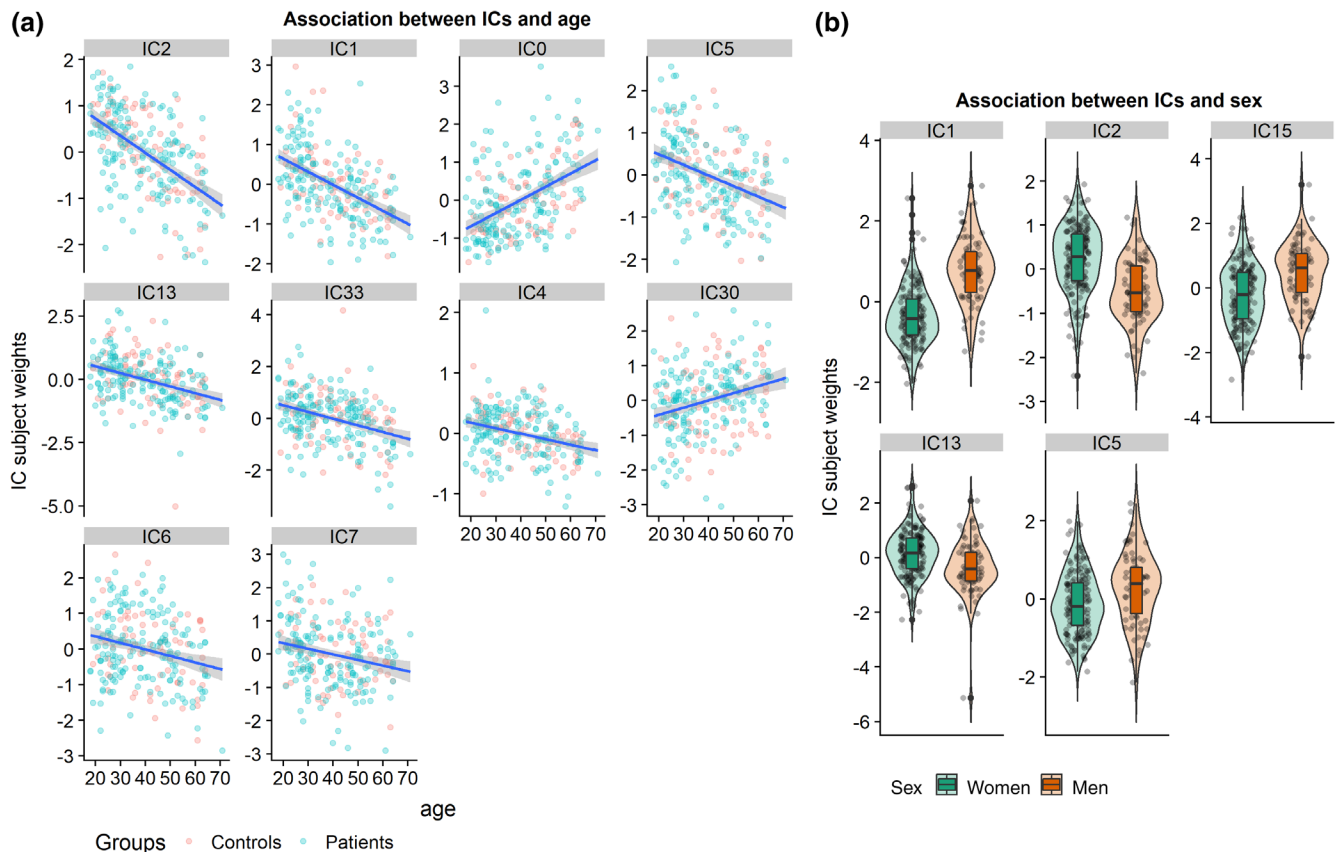 (a)
Association between ICs and age
IC2 IC1 IC0 IC5
2 1 0 -1 -2
3 2 1 0 -1 -2
3 2 1 0 -1
2 1 0 -1 -2
IC13 IC33 IC4 IC30
2.5 0.0 -2.5 -5.0
4 2 0 -2
2 1 0 -1
2 1 0 -1 -2 -3
20 30 40 50 60 70
20 30 40 50 60 70
IC6 IC7
2 1 0 -1 -2 -3
3 2 1 0 -1 -2 -3
20 30 40 50 60 70
20 30 40 50 60 70
IC subject weights
age
Groups Controls Patients
(b)
Association between ICs and sex
IC1 IC2 IC15
4 2 0 -2
2 1 0 -1 -2 -3
4 2 0 -2 -4
IC13 IC5
2 0 -2 -4 -6
2 0 -2
IC subject weights
Sex Women Men